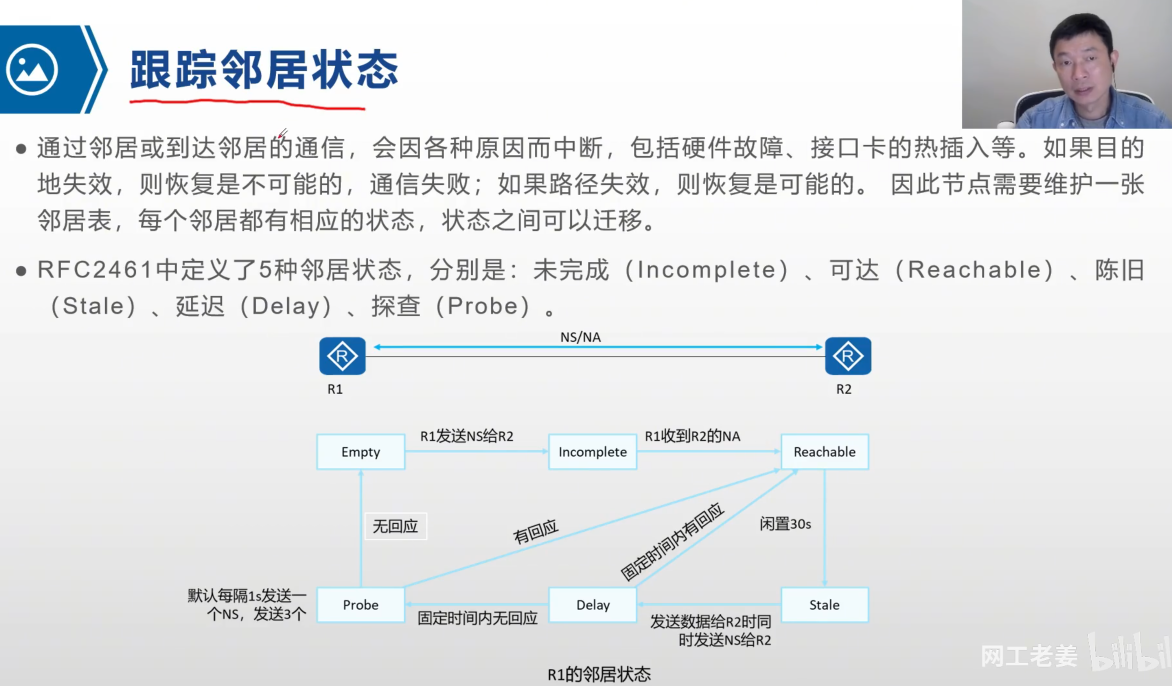 跟踪邻居状态
● 通过邻居或到达邻居的通信，会因各种原因而中断，包括硬件故障、接口卡的热插入等。如果目的
地失效，则恢复是不可能的，通信失败；如果路径失效，则恢复是可能的。 因此节点需要维护一张
邻居表，每个邻居都有相应的状态，状态之间可以迁移。
● RFC2461中定义了5种邻居状态，分别是：未完成（Incomplete）、可达（Reachable）、陈旧
（Stale）、延迟（Delay）、探查（Probe）。
NS/NA
R
R
R1
R2
Empty
R1发送NS给R2
Incomplete
R1收到R2的NA
Reachable
无回应
有回应
固定时间内有回应
闲置30s
默认每隔1s发送一
个NS，发送3个
Probe
固定时间内无回应
Delay
发送数据给R2时同
时发送NS给R2
Stale
R1的邻居状态
网工老姜 bilibili